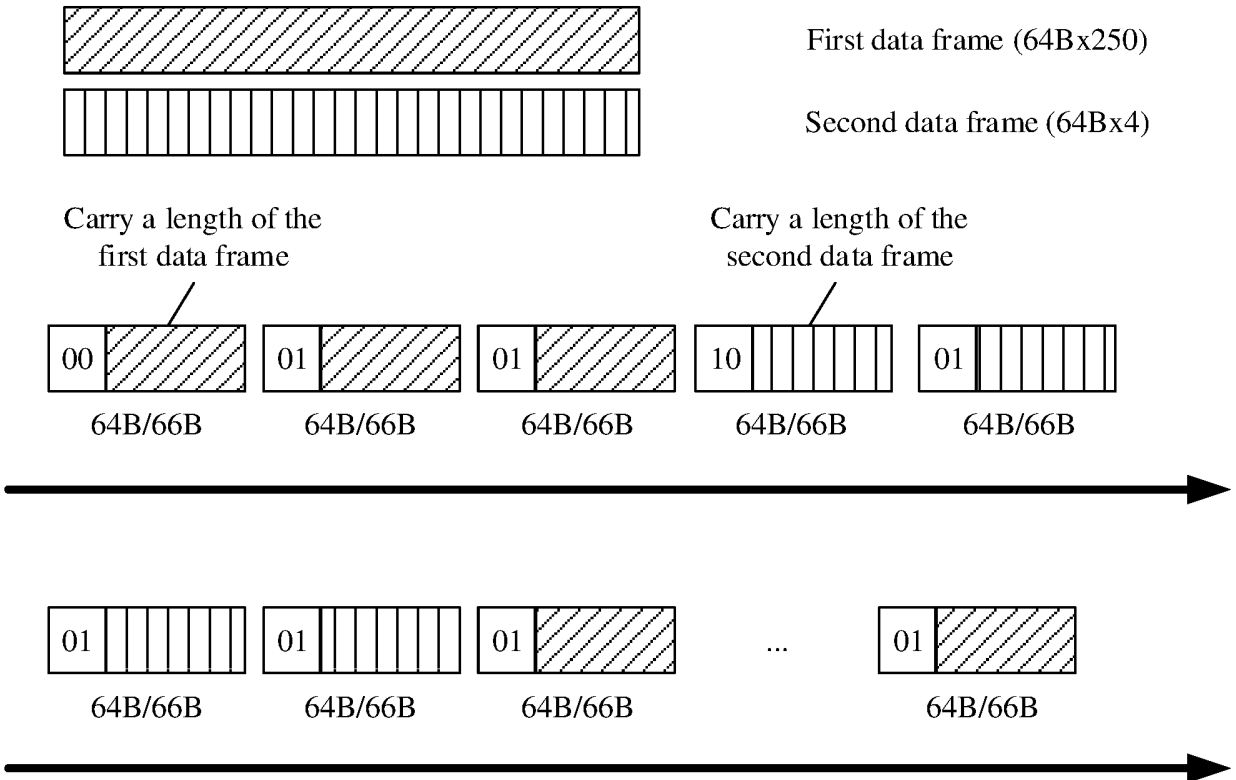 First data frame (64Bx250)
Second data frame (64Bx4)
Carry a length of the
first data frame
Carry a length of the
second data frame
00 01 01 10 01
64B/66B 64B/66B 64B/66B 64B/66B 64B/66B
01 01 01 ... 01
64B/66B 64B/66B 64B/66B 64B/66B